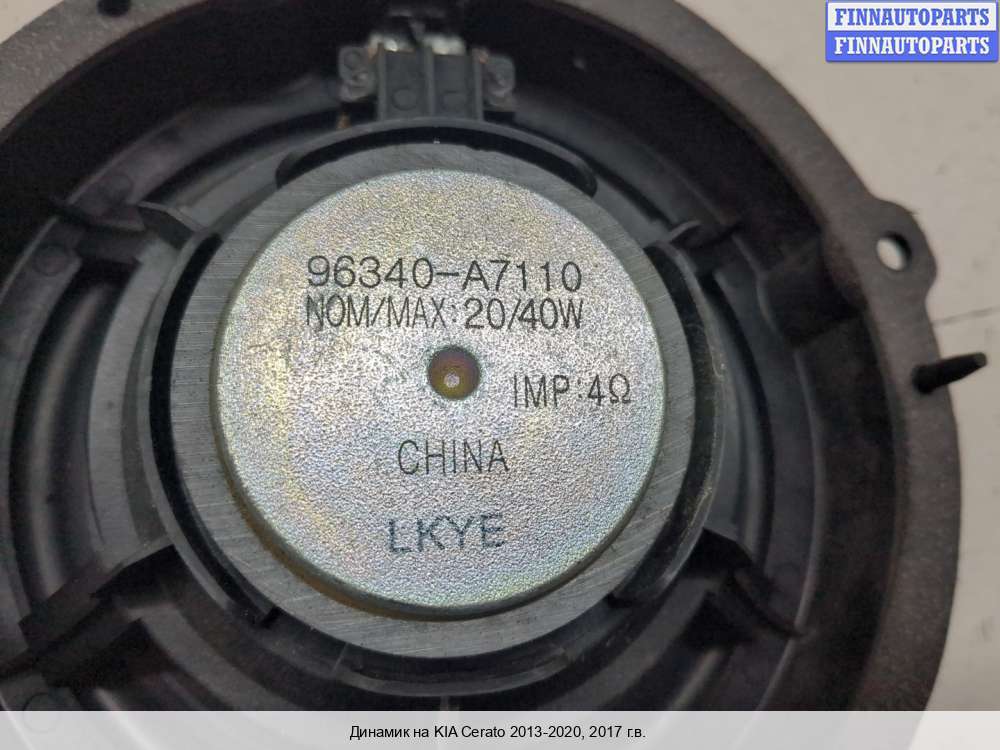 FINNAUTOPARTS
FINNAUTOPARTS
96340-A7110
NOM/MAX:20/40W
IMP:4Ω
CHINA
LKYE
Динамик на KIA Cerato 2013-2020, 2017 г.в.